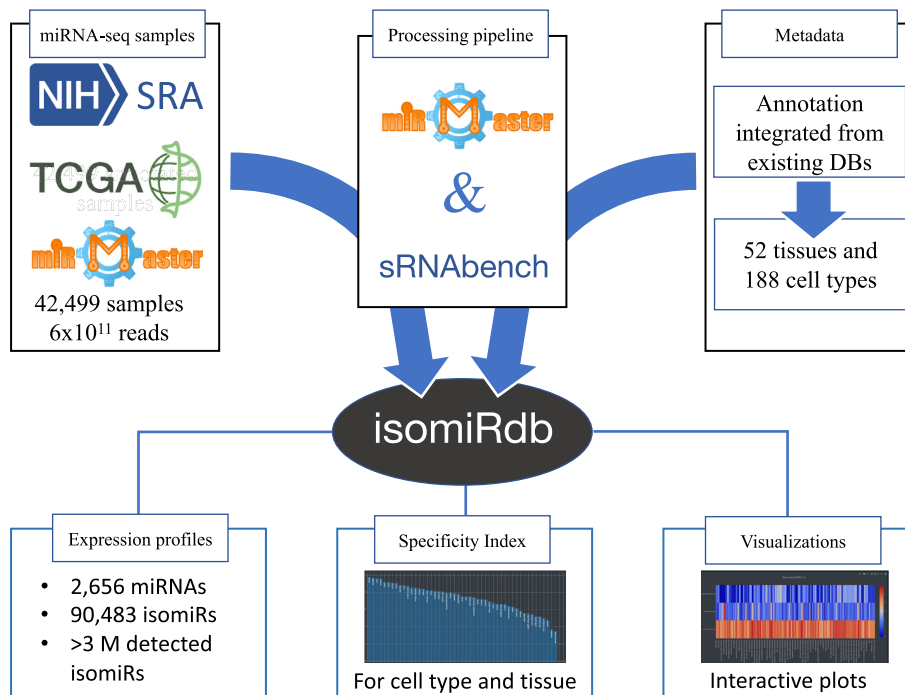 miRNA-seq samples
NIH SRA
TCGA
samples
miRMaster
42,499 samples
6x10¹¹ reads
Processing pipeline
miRMaster
&
sRNAbench
Metadata
Annotation
integrated from
existing DBs
52 tissues and
188 cell types
isomiRdb
Expression profiles
• 2,656 miRNAs
• 90,483 isomiRs
• >3 M detected
isomiRs
Specificity Index
For cell type and tissue
Visualizations
Interactive plots